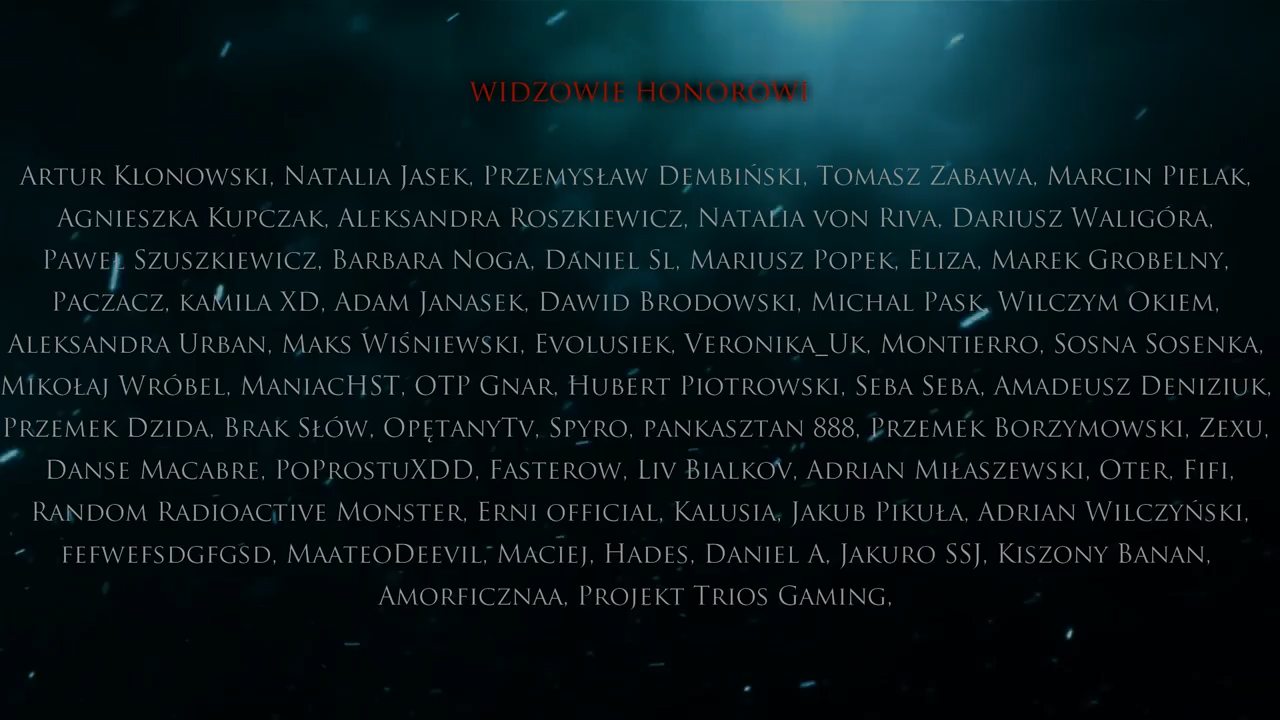 WIDZOWIE HONOROWI
Artur Klonowski, Natalia Jasek, Przemysław Dembiński, Tomasz Zabawa, Marcin Pielak,
Agnieszka Kupczak, Aleksandra Roszkiewicz, Natalia von Riva, Dariusz Waligóra,
Paweł Szuszkiewicz, Barbara Noga, Daniel Sl, Mariusz Popek, Eliza, Marek Grobelny,
Paczacz, kamila XD, Adam Janasek, Dawid Brodowski, Michal Pask, Wilczym Okiem,
Aleksandra Urban, Maks Wiśniewski, Evolusiek, Veronika_Uk, Montierro, Sosna Sosenka,
Mikołaj Wróbel, ManiacHST, OTP Gnar, Hubert Piotrowski, Seba Seba, Amadeusz Deniziuk,
Przemek Dzida, Brak Słów, OpętanyTv, Spyro, pankasztan 888, Przemek Borzymowski, Zexu,
Danse Macabre, PoProstuXDD, Fasterow, Liv Bialkov, Adrian Miłaszewski, Oter, Fifi,
Random Radioactive Monster, Erni official, Kalusia, Jakub Pikuła, Adrian Wilczyński,
fefwefsdgfgsd, MaateoDeevil, Maciej, Hades, Daniel A, Jakuro SSJ, Kiszony Banan,
Amorficznaa, Projekt Trios Gaming,